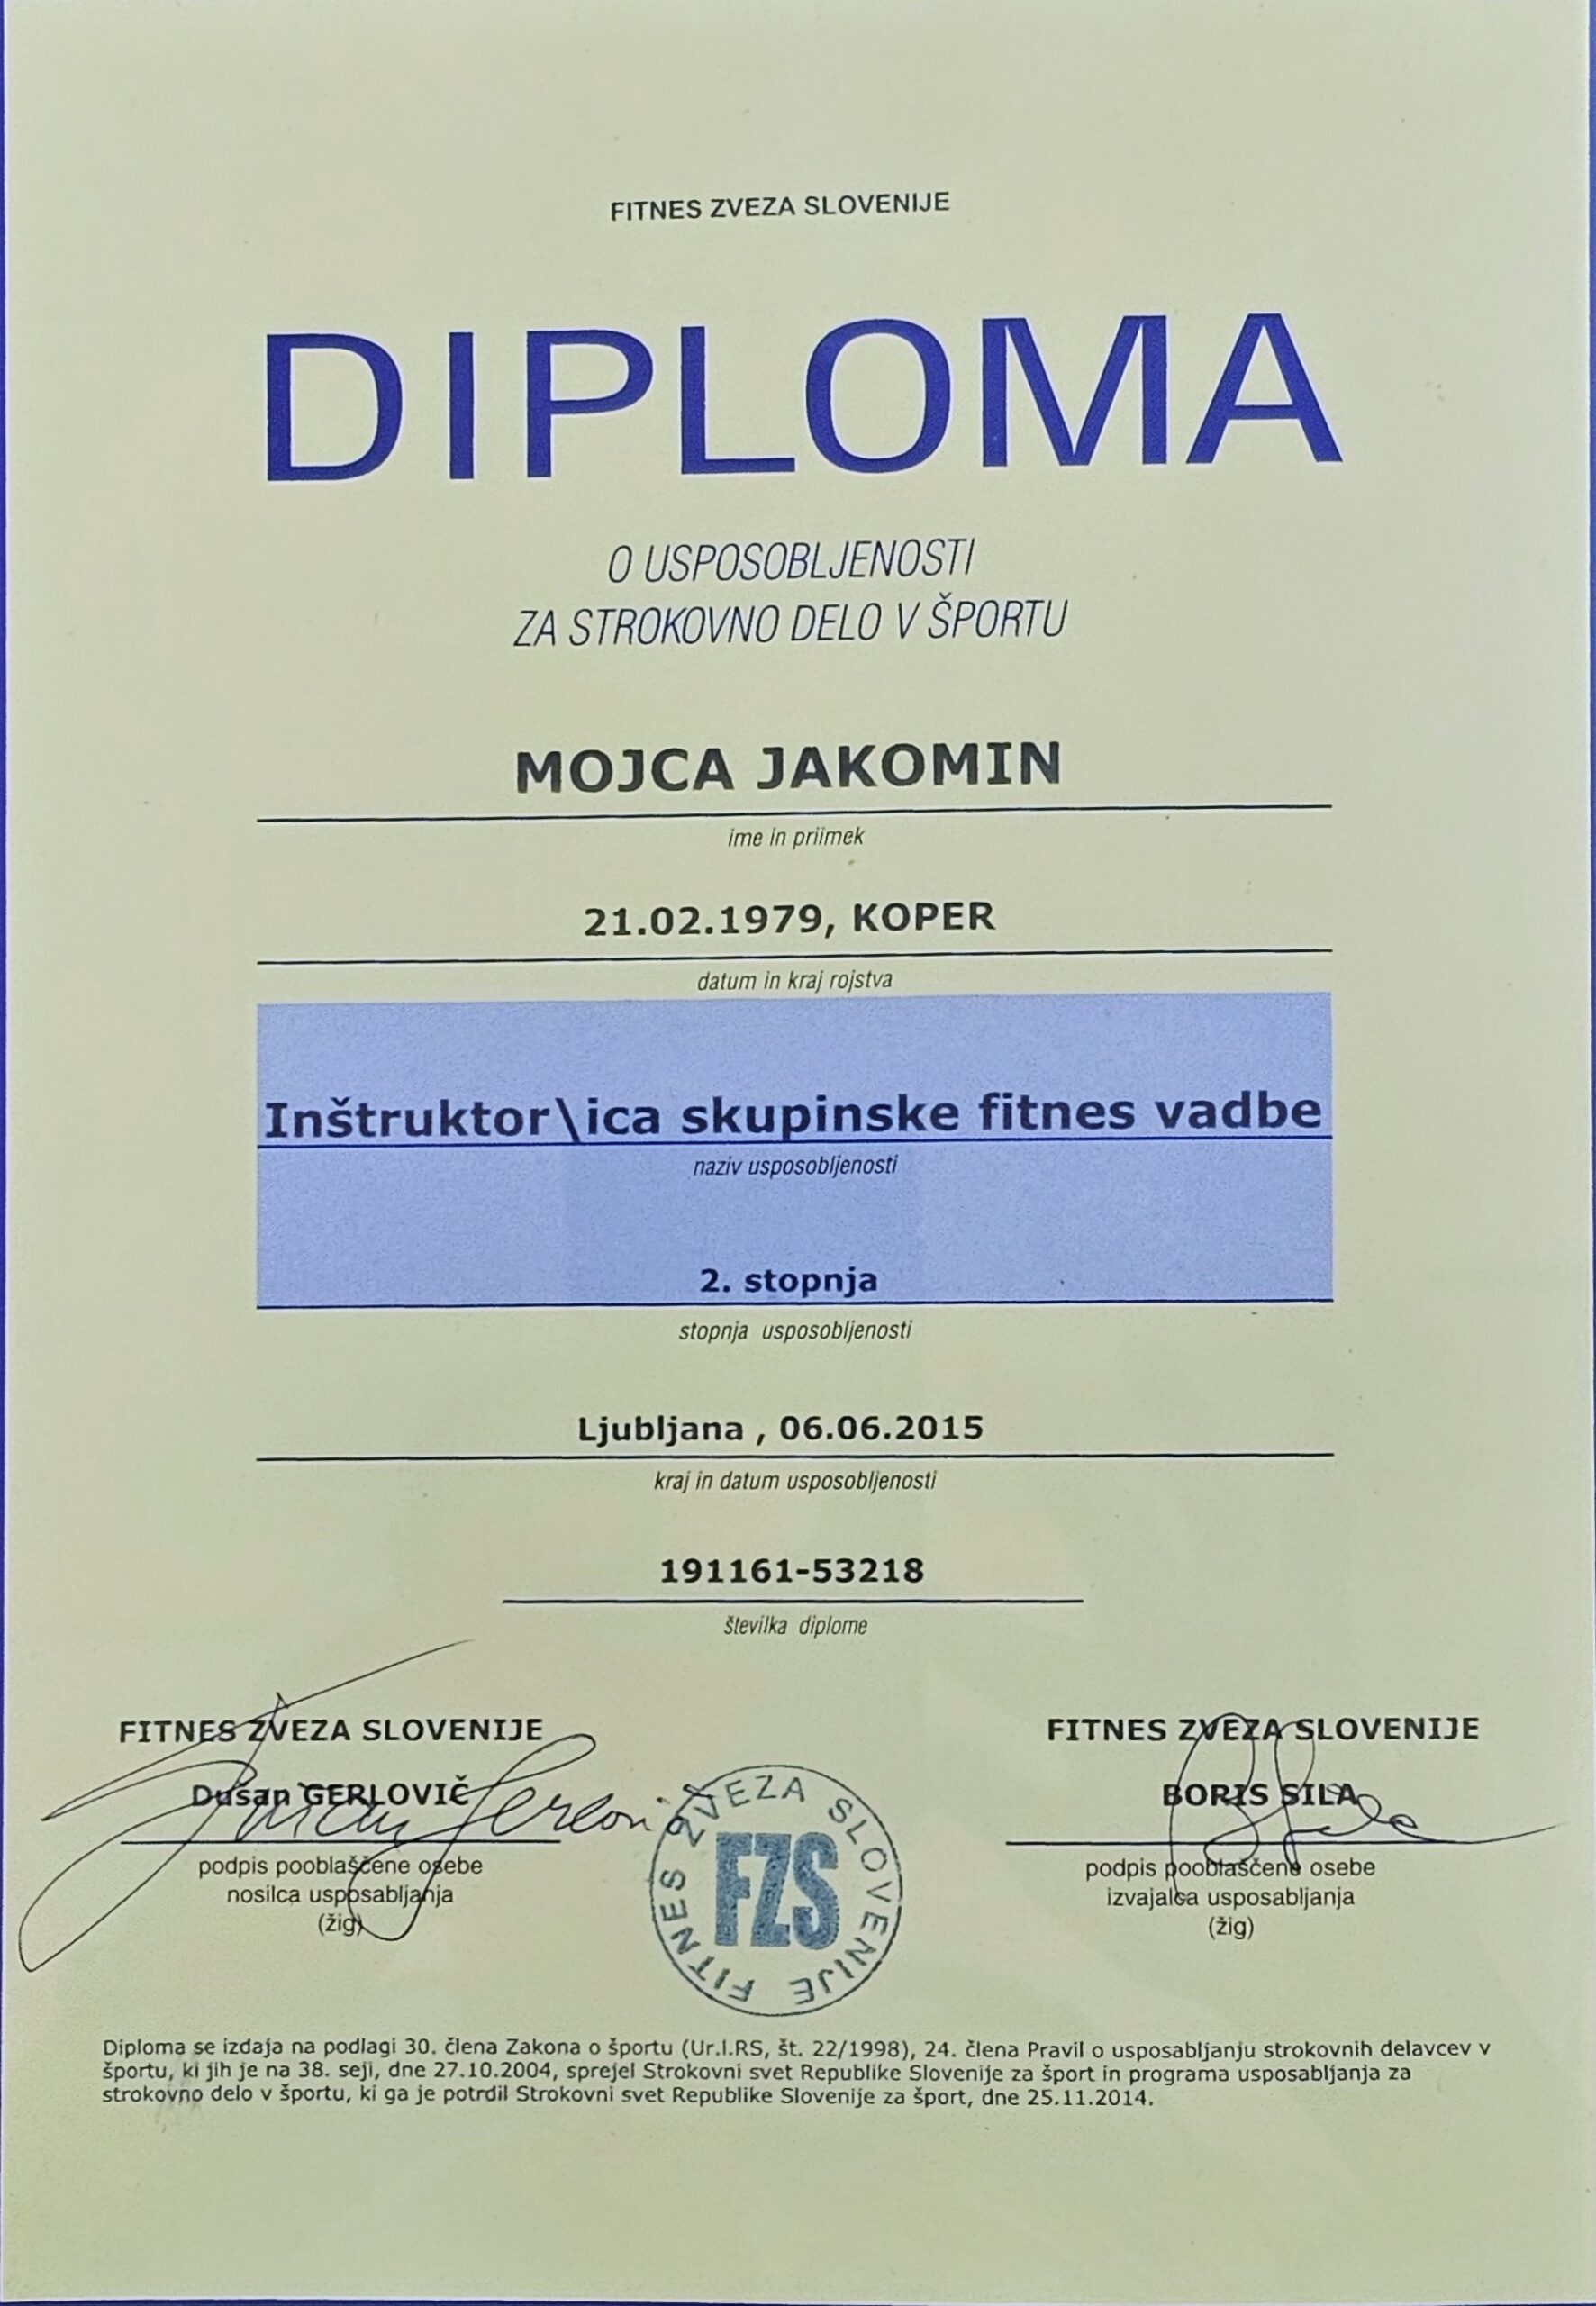 FITNES ZVEZA SLOVENIJE
DIPLOMA
O USPOSOBLJENOSTI
ZA STROKOVNO DELO V ŠPORTU
MOJCA JAKOMIN
ime in priimek
21.02.1979, KOPER
datum in kraj rojstva
Inštruktor\ica skupinske fitnes vadbe
naziv usposobljenosti
2. stopnja
stopnja usposobljenosti
Ljubljana , 06.06.2015
kraj in datum usposobljenosti
191161-53218
številka diplome
FITNES ZVEZA SLOVENIJE
Dušan GERLOVIČ
podpis pooblaščene osebe
nosilca usposabljanja
(žig)
FITNES ZVEZA SLOVENIJE
FZS
FITNES ZVEZA SLOVENIJE
BORIS SILA
podpis pooblaščene osebe
izvajalca usposabljanja
(žig)
Diploma se izdaja na podlagi 30. člena Zakona o športu (Ur.l.RS, št. 22/1998), 24. člena Pravil o usposabljanju strokovnih delavcev v
športu, ki jih je na 38. seji, dne 27.10.2004, sprejel Strokovni svet Republike Slovenije za šport in programa usposabljanja za
strokovno delo v športu, ki ga je potrdil Strokovni svet Republike Slovenije za šport, dne 25.11.2014.